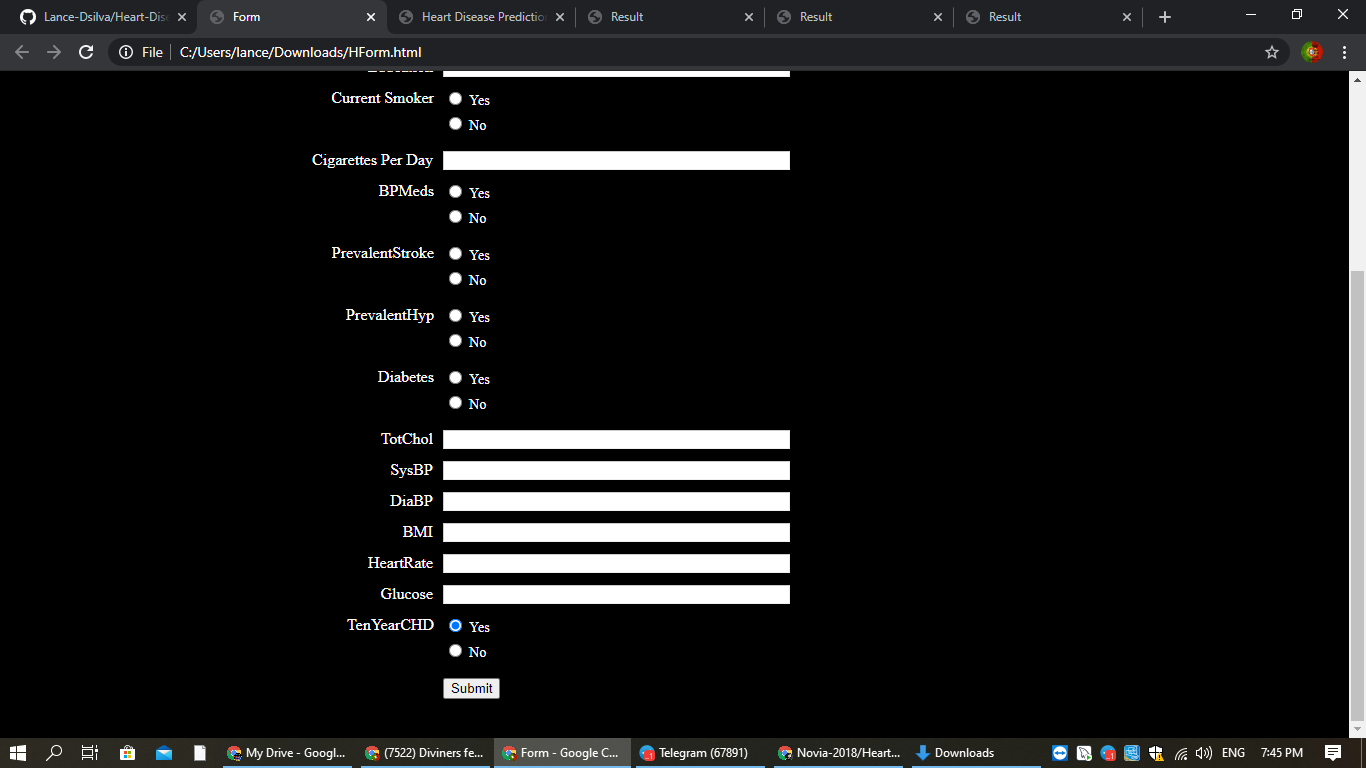 Lance-Dsilva/Heart-Dis
Form
Heart Disease Predictio
Result
Result
Result
File
C:/Users/lance/Downloads/HForm.html
Current Smoker
Yes
No
Cigarettes Per Day
BPMeds
Yes
No
PrevalentStroke
Yes
No
PrevalentHyp
Yes
No
Diabetes
Yes
No
TotChol
SysBP
DiaBP
BMI
HeartRate
Glucose
TenYearCHD
Yes
No
Submit
My Drive - Googl...
(7522) Diviners fe...
Form - Google C...
Telegram (67891)
Novia-2018/Heart...
Downloads
ENG
7:45 PM